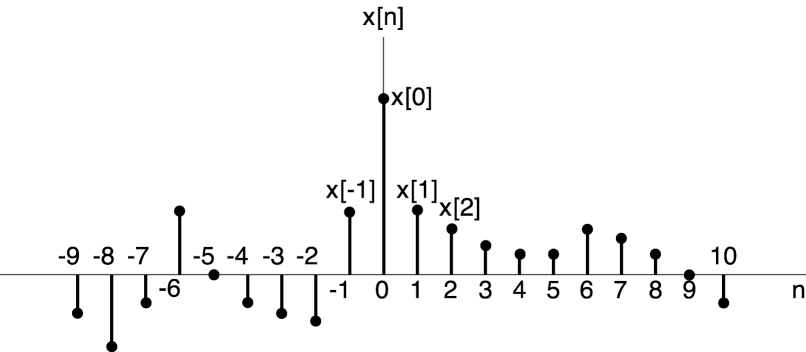 x[n]
x[0]
x[-1] x[1]
x[2]
-9 -8 -7 -5 -4 -3 -2 10
-6 -1 0 1 2 3 4 5 6 7 8 9 n